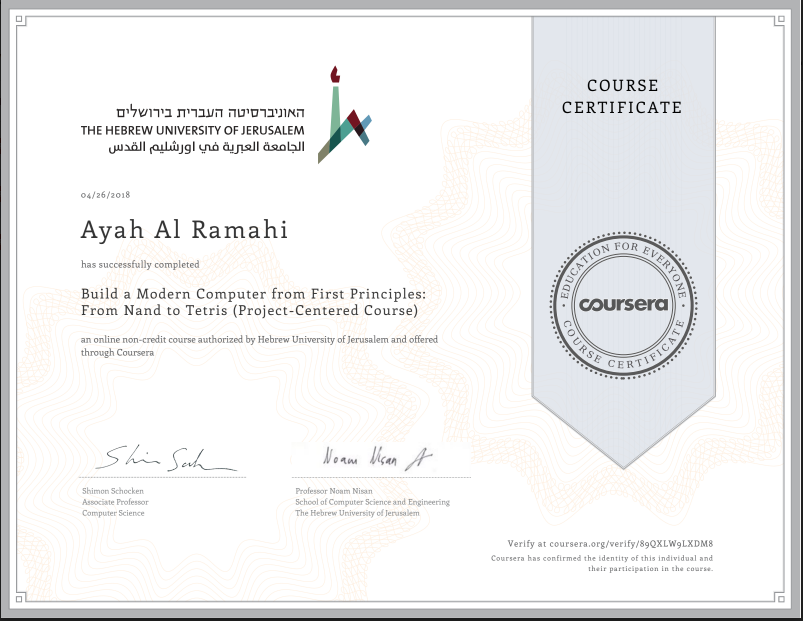 האוניברסיטה העברית בירושלים
THE HEBREW UNIVERSITY OF JERUSALEM
الجامعة العبرية في اورشليم القدس
04/26/2018
Ayah Al Ramahi
has successfully completed
Build a Modern Computer from First Principles:
From Nand to Tetris (Project-Centered Course)
an online non-credit course authorized by Hebrew University of Jerusalem and offered
through Coursera
Shimon Schocken
Associate Professor
Computer Science
Noam Nisan
Professor Noam Nisan
School of Computer Science and Engineering
The Hebrew University of Jerusalem
COURSE
CERTIFICATE
EDUCATION FOR EVERYONE
coursera
COURSE CERTIFICATE
Verify at coursera.org/verify/89QXLW9LXDM8
Coursera has confirmed the identity of this individual and
their participation in the course.